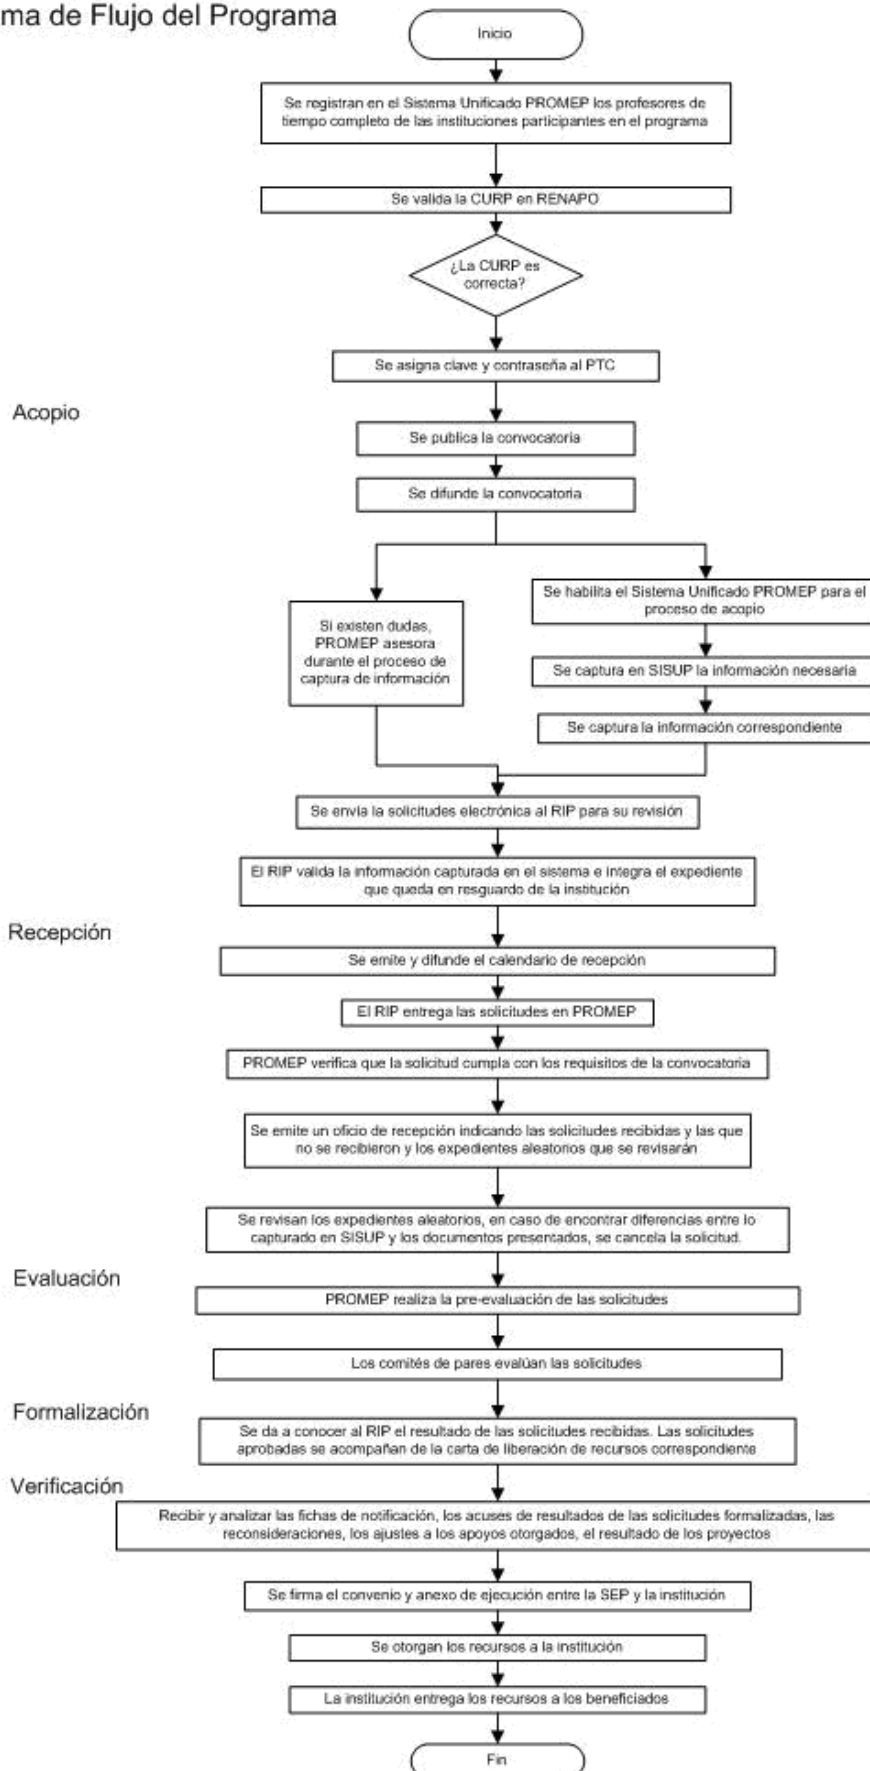 ma de Flujo del Programa
Inicio
Se registran en el Sistema Unificado PROMEP los profesores de
tiempo completo de las instituciones participantes en el programa
Se valida la CURP en RENAPO
¿La CURP es
correcta?
Se asigna clave y contraseña al PTC
Acopio
Se publica la convocatoria
Se difunde la convocatoria
Si existen dudas,
PROMEP asesora
durante el proceso de
captura de información
Se habilita el Sistema Unificado PROMEP para el
proceso de acopio
Se captura en SISUP la información necesaria
Se captura la información correspondiente
Se envía la solicitudes electrónica al RIP para su revisión
El RIP valida la información capturada en el sistema e integra el expediente
que queda en resguardo de la institución
Recepción
Se emite y difunde el calendario de recepción
El RIP entrega las solicitudes en PROMEP
PROMEP verifica que la solicitud cumpla con los requisitos de la convocatoria
Se emite un oficio de recepción indicando las solicitudes recibidas y las que
no se recibieron y los expedientes aleatorios que se revisarán
Se revisan los expedientes aleatorios, en caso de encontrar diferencias entre lo
capturado en SISUP y los documentos presentados, se cancela la solicitud.
Evaluación
PROMEP realiza la pre-evaluación de las solicitudes
Los comités de pares evalúan las solicitudes
Formalización
Se da a conocer al RIP el resultado de las solicitudes recibidas. Las solicitudes
aprobadas se acompañan de la carta de liberación de recursos correspondiente
Verificación
Recibir y analizar las fichas de notificación, los acuses de resultados de las solicitudes formalizadas, las
reconsideraciones, los ajustes a los apoyos otorgados, el resultado de los proyectos
Se firma el convenio y anexo de ejecución entre la SEP y la institución
Se otorgan los recursos a la institución
La institución entrega los recursos a los beneficiados
Fin